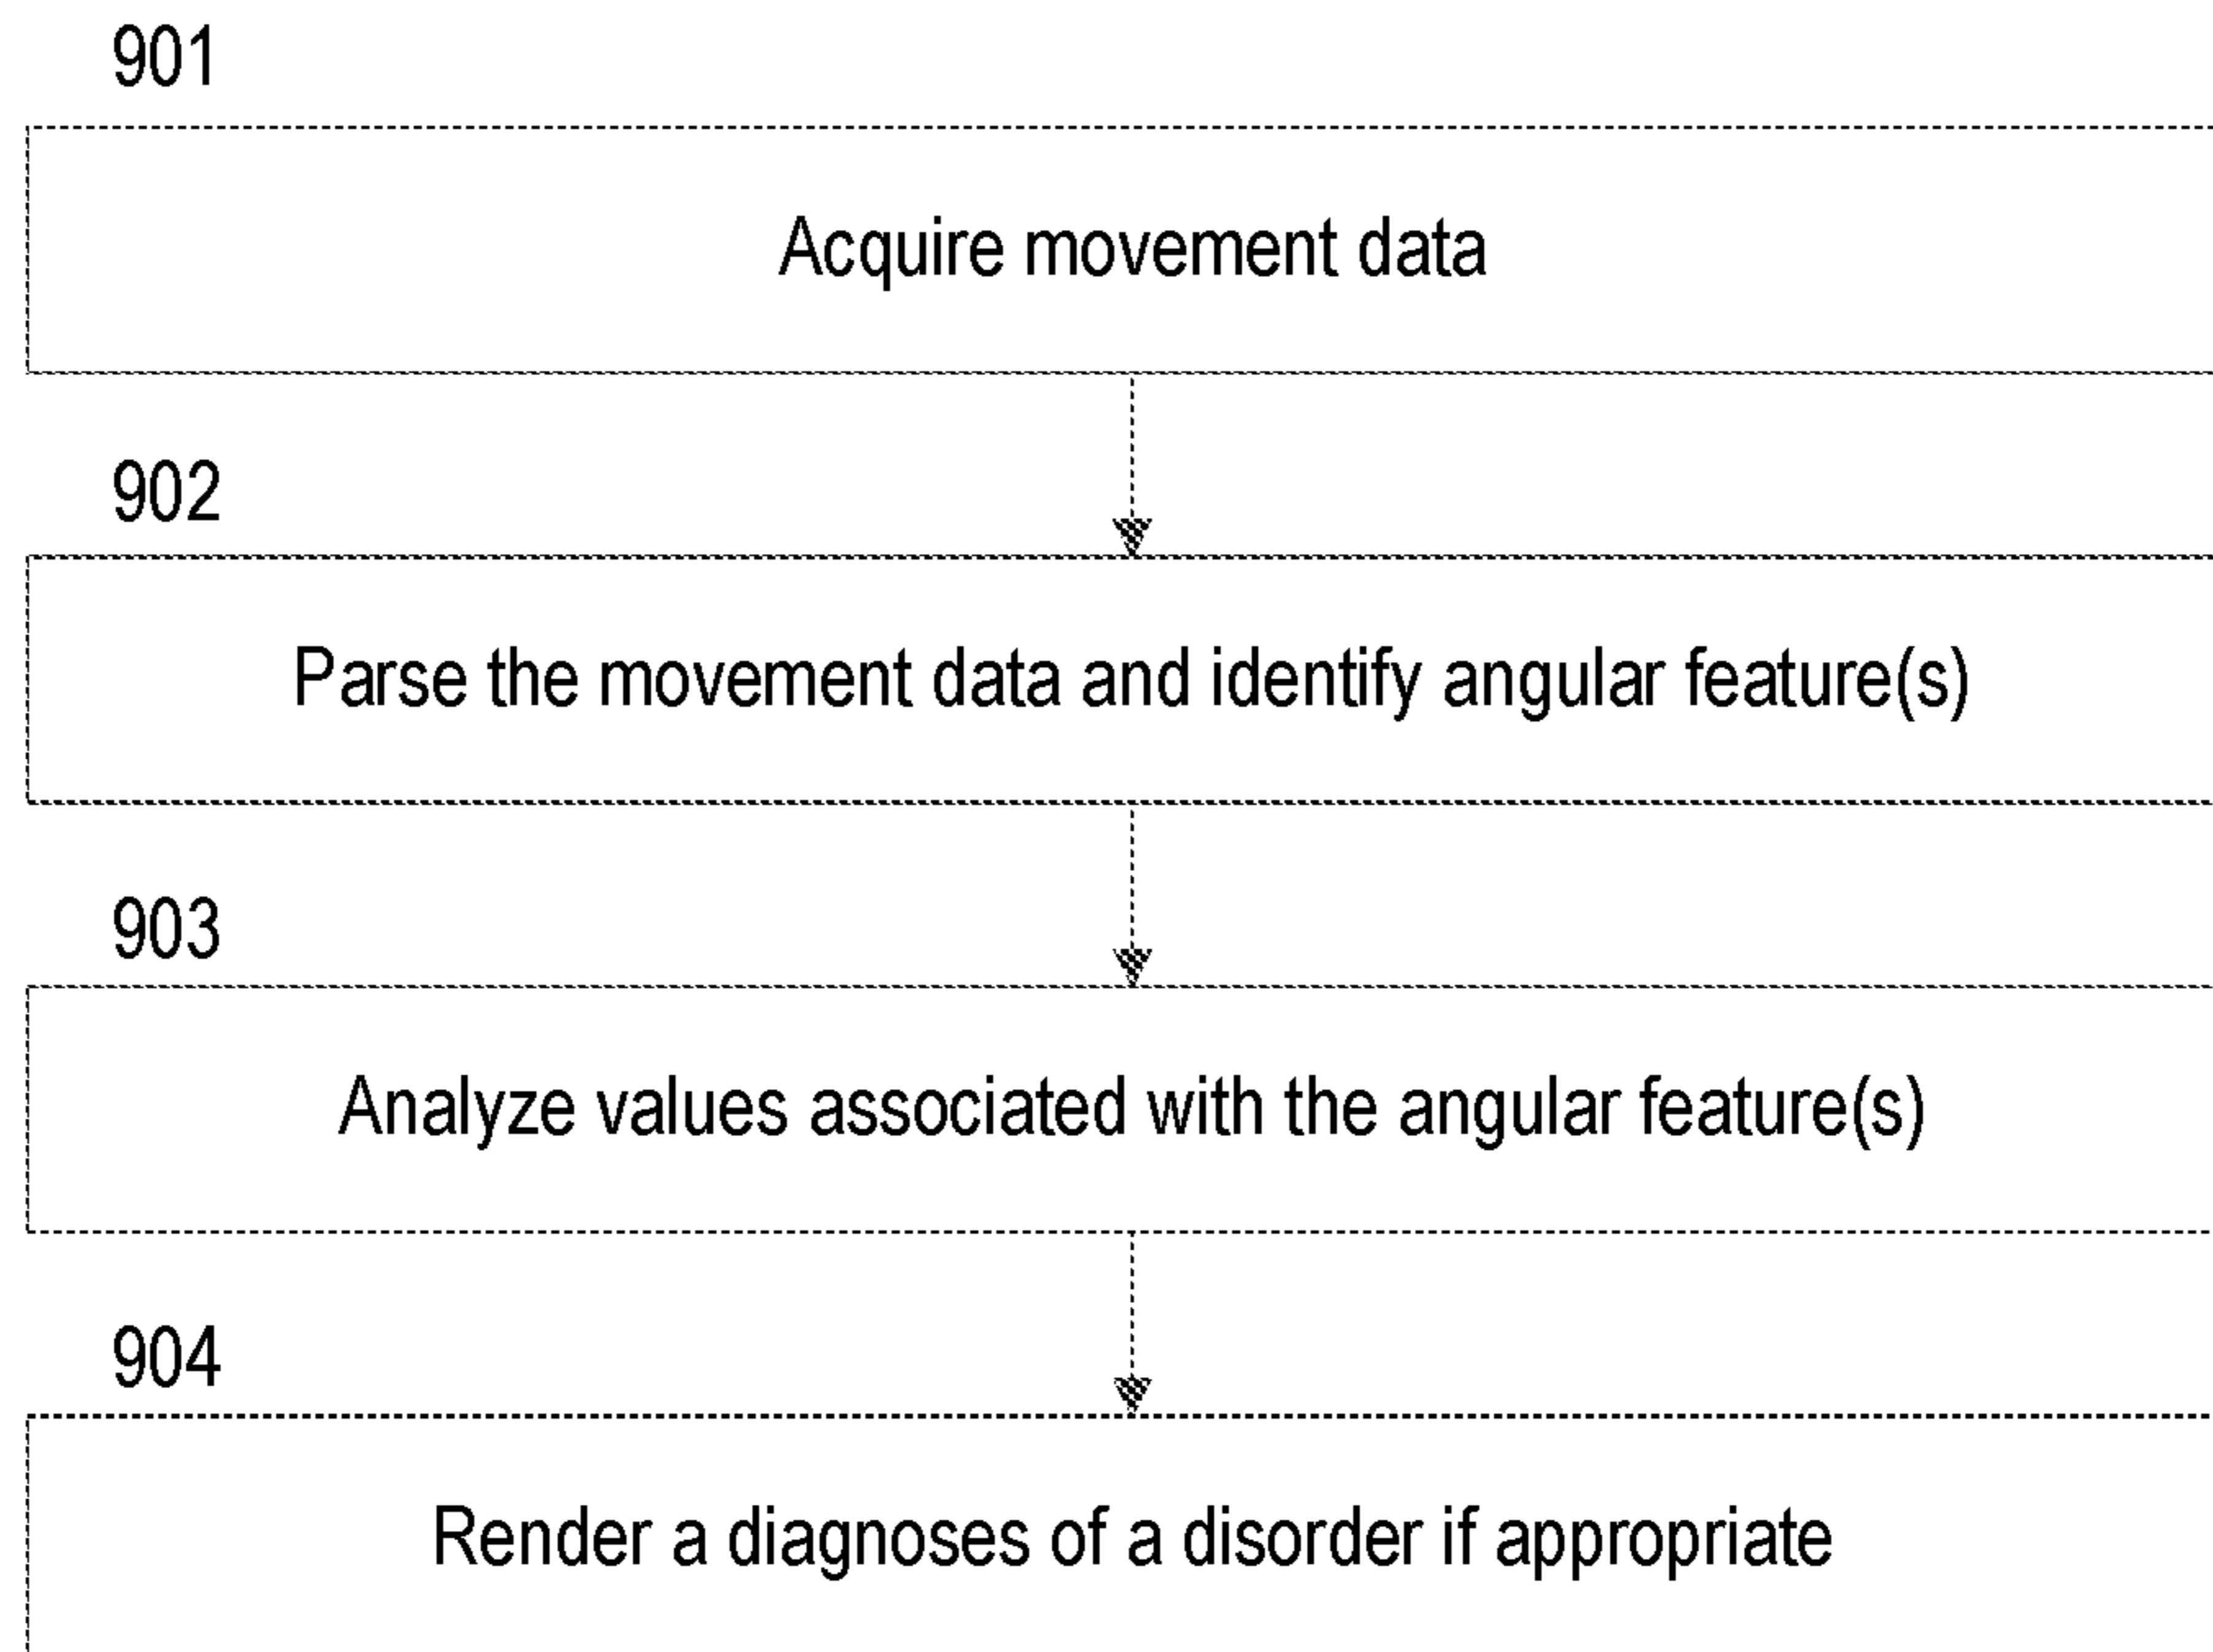 901
Acquire movement data
902
Parse the movement data and identify angular feature(s)
903
Analyze values associated with the angular feature(s)
904
Render a diagnoses of a disorder if appropriate